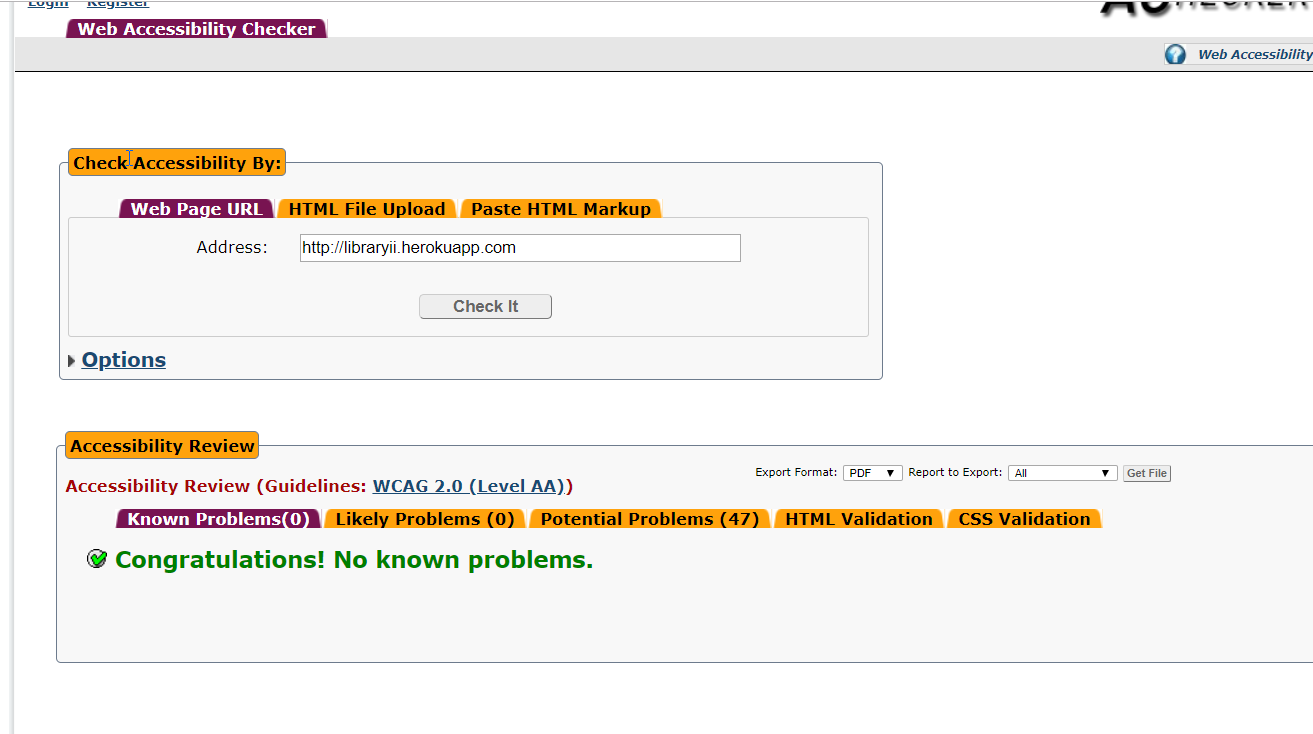 Login Register
Web Accessibility Checker
Web Accessibility
Check Accessibility By:
Web Page URL HTML File Upload Paste HTML Markup
Address: http://libraryii.herokuapp.com
Check It
Options
Accessibility Review
Export Format: PDF Report to Export: All Get File
Accessibility Review (Guidelines: WCAG 2.0 (Level AA))
Known Problems(0) Likely Problems (0) Potential Problems (47) HTML Validation CSS Validation
Congratulations! No known problems.